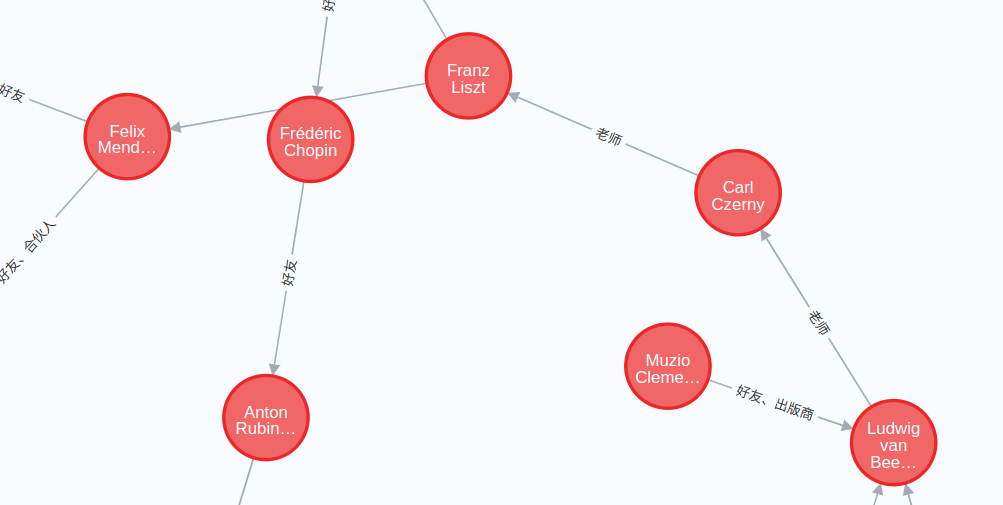 好
Franz
Liszt
好友
Felix
Mend…
Frédéric
Chopin
老师
Carl
Czerny
好友、合伙人
好友
老师
Muzio
Cleme…
好友、出版商
Anton
Rubin…
Ludwig
van
Bee…